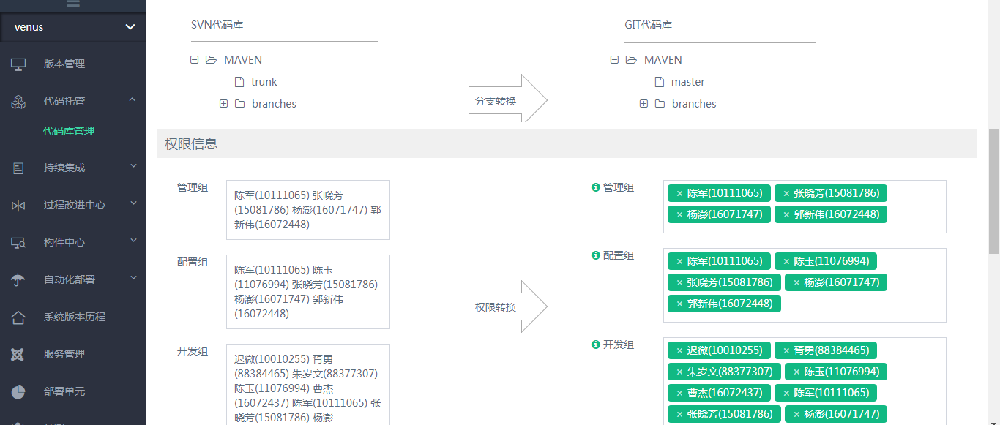 venus
版本管理
代码托管
代码库管理
持续集成
过程改进中心
构件中心
自动化部署
系统版本历程
服务管理
部署单元
SVN代码库
MAVEN
trunk
branches
分支转换
GIT代码库
MAVEN
master
branches
权限信息
管理组
陈军(10111065) 张晓芳
(15081786) 杨澎(16071747) 郭
新伟(16072448)
配置组
陈军(10111065) 陈玉
(11076994) 张晓芳(15081786)
杨澎(16071747) 郭新伟
(16072448)
开发组
迟微(10010255) 胥勇
(88384465) 朱岁文(88377307)
陈玉(11076994) 曹杰
(16072437) 陈军(10111065) 张
晓芳(15081786) 杨澎
权限转换
管理组
× 陈军(10111065) × 张晓芳(15081786)
× 杨澎(16071747) × 郭新伟(16072448)
配置组
× 陈军(10111065) × 陈玉(11076994)
× 张晓芳(15081786) × 杨澎(16071747)
× 郭新伟(16072448)
开发组
× 迟微(10010255) × 胥勇(88384465)
× 朱岁文(88377307) × 陈玉(11076994)
× 曹杰(16072437) × 陈军(10111065)
× 张晓芳(15081786) × 杨澎(16071747)